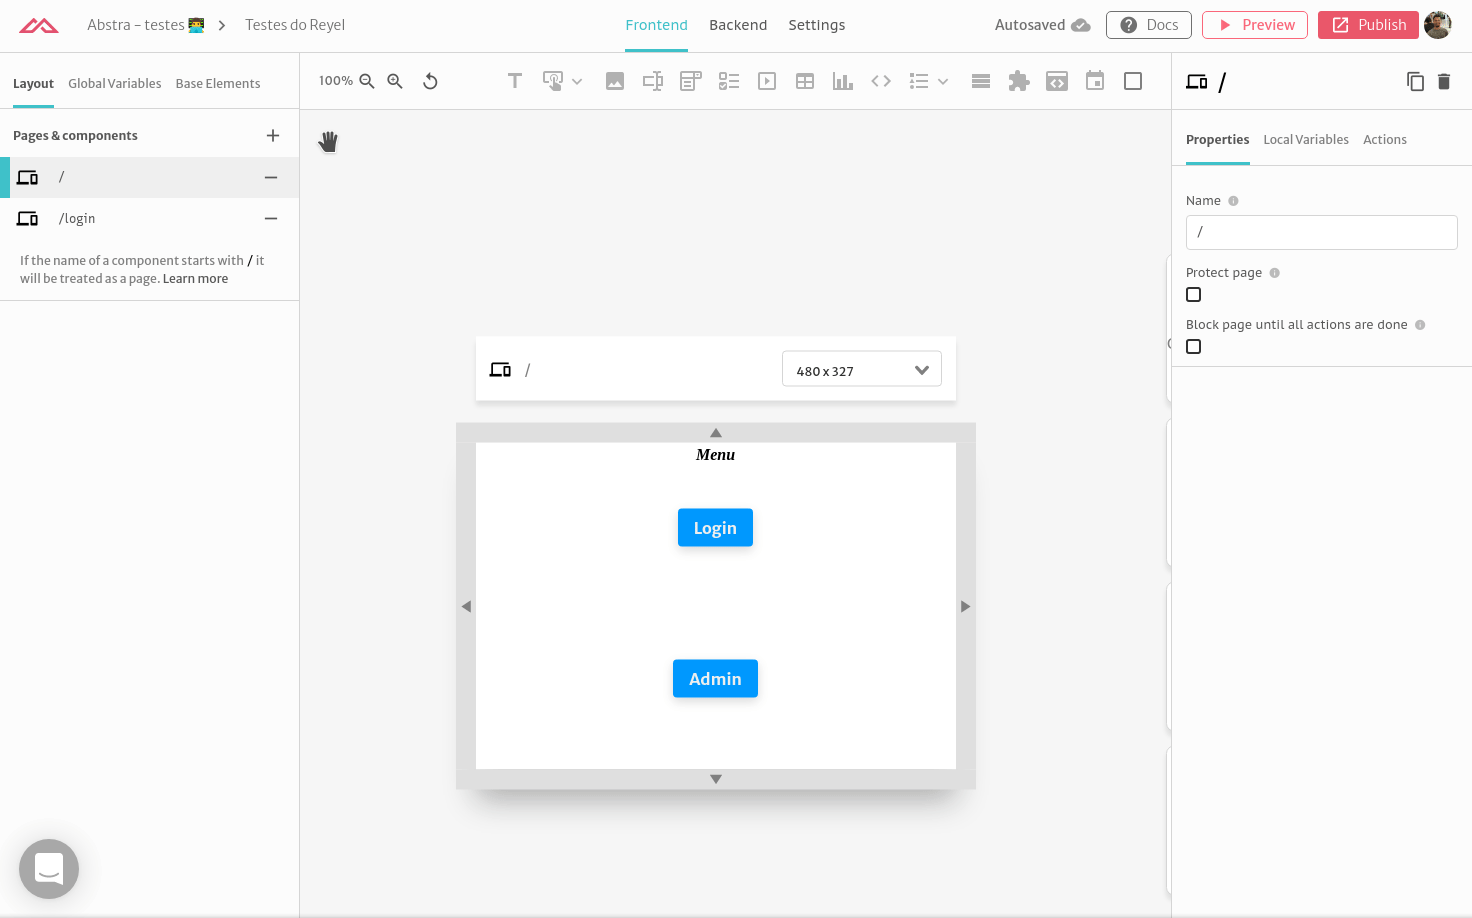 Abstra - testes 👨‍💻 > Testes do Reyel
Frontend Backend Settings
Autosaved Docs Preview Publish
Layout Global Variables Base Elements
100%
/
Pages & components
/
/login
If the name of a component starts with / it
will be treated as a page. Learn more
/ 480 x 327
Menu
Login
Admin
Properties Local Variables Actions
Name
/
Protect page
Block page until all actions are done